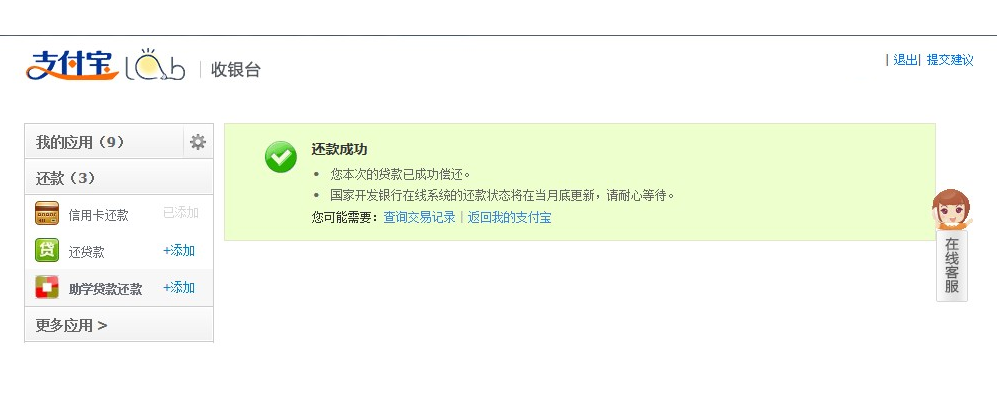 支付宝 Lab 收银台
| 退出| 提交建议
我的应用（9）
还款（3）
信用卡还款 已添加
还贷款 +添加
助学贷款还款 +添加
更多应用 >
还款成功
• 您本次的贷款已成功偿还。
• 国家开发银行在线系统的还款状态将在当月底更新，请耐心等待。
您可能需要：查询交易记录 | 返回我的支付宝
贷
在线客服